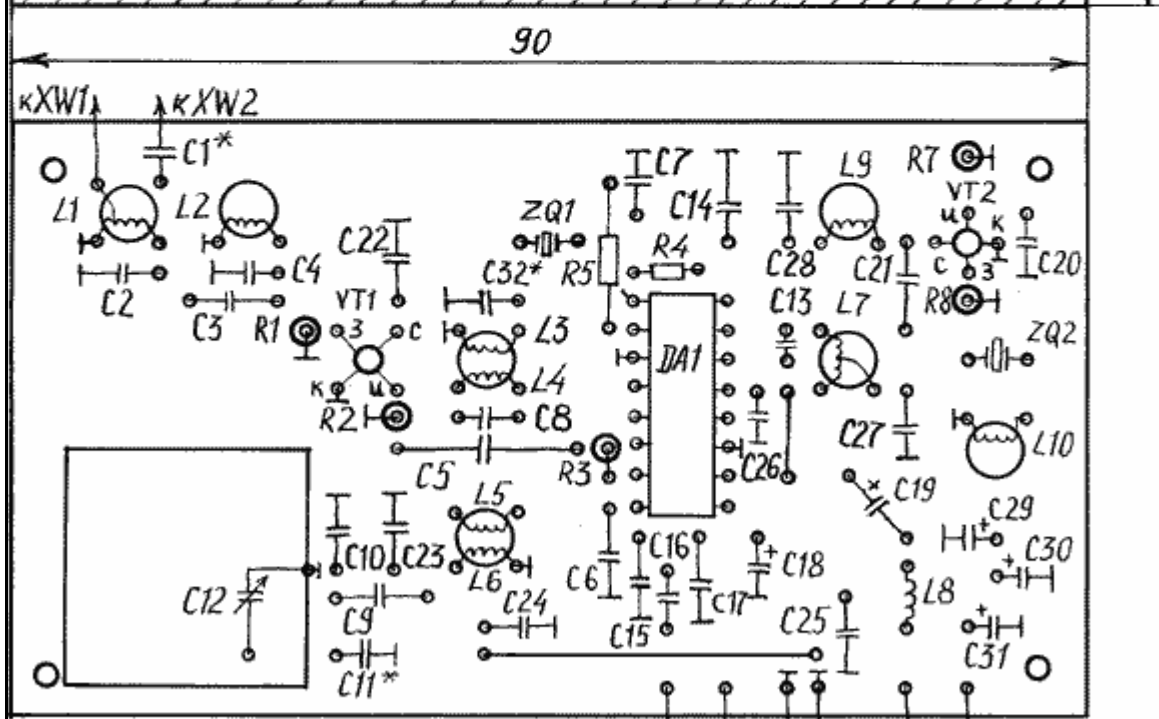 90
кXW1 кXW2
C1*
C7 L9 R7
VT2
L1 L2 ZQ1 C14 и к
C22 R4 C20
C2 C4 C32* R5 C28 C21 с з
C3 VT1 C13 L7 R8
R1 з с L3 DA1 ZQ2
к и L4
R2 C8 C27 L10
C5 R3 C26
L5 C19
C29
C10 C23 C16 C30
C12 L6 C6 C18 L8
C9 C24 C15 C17 C25
C11* C31